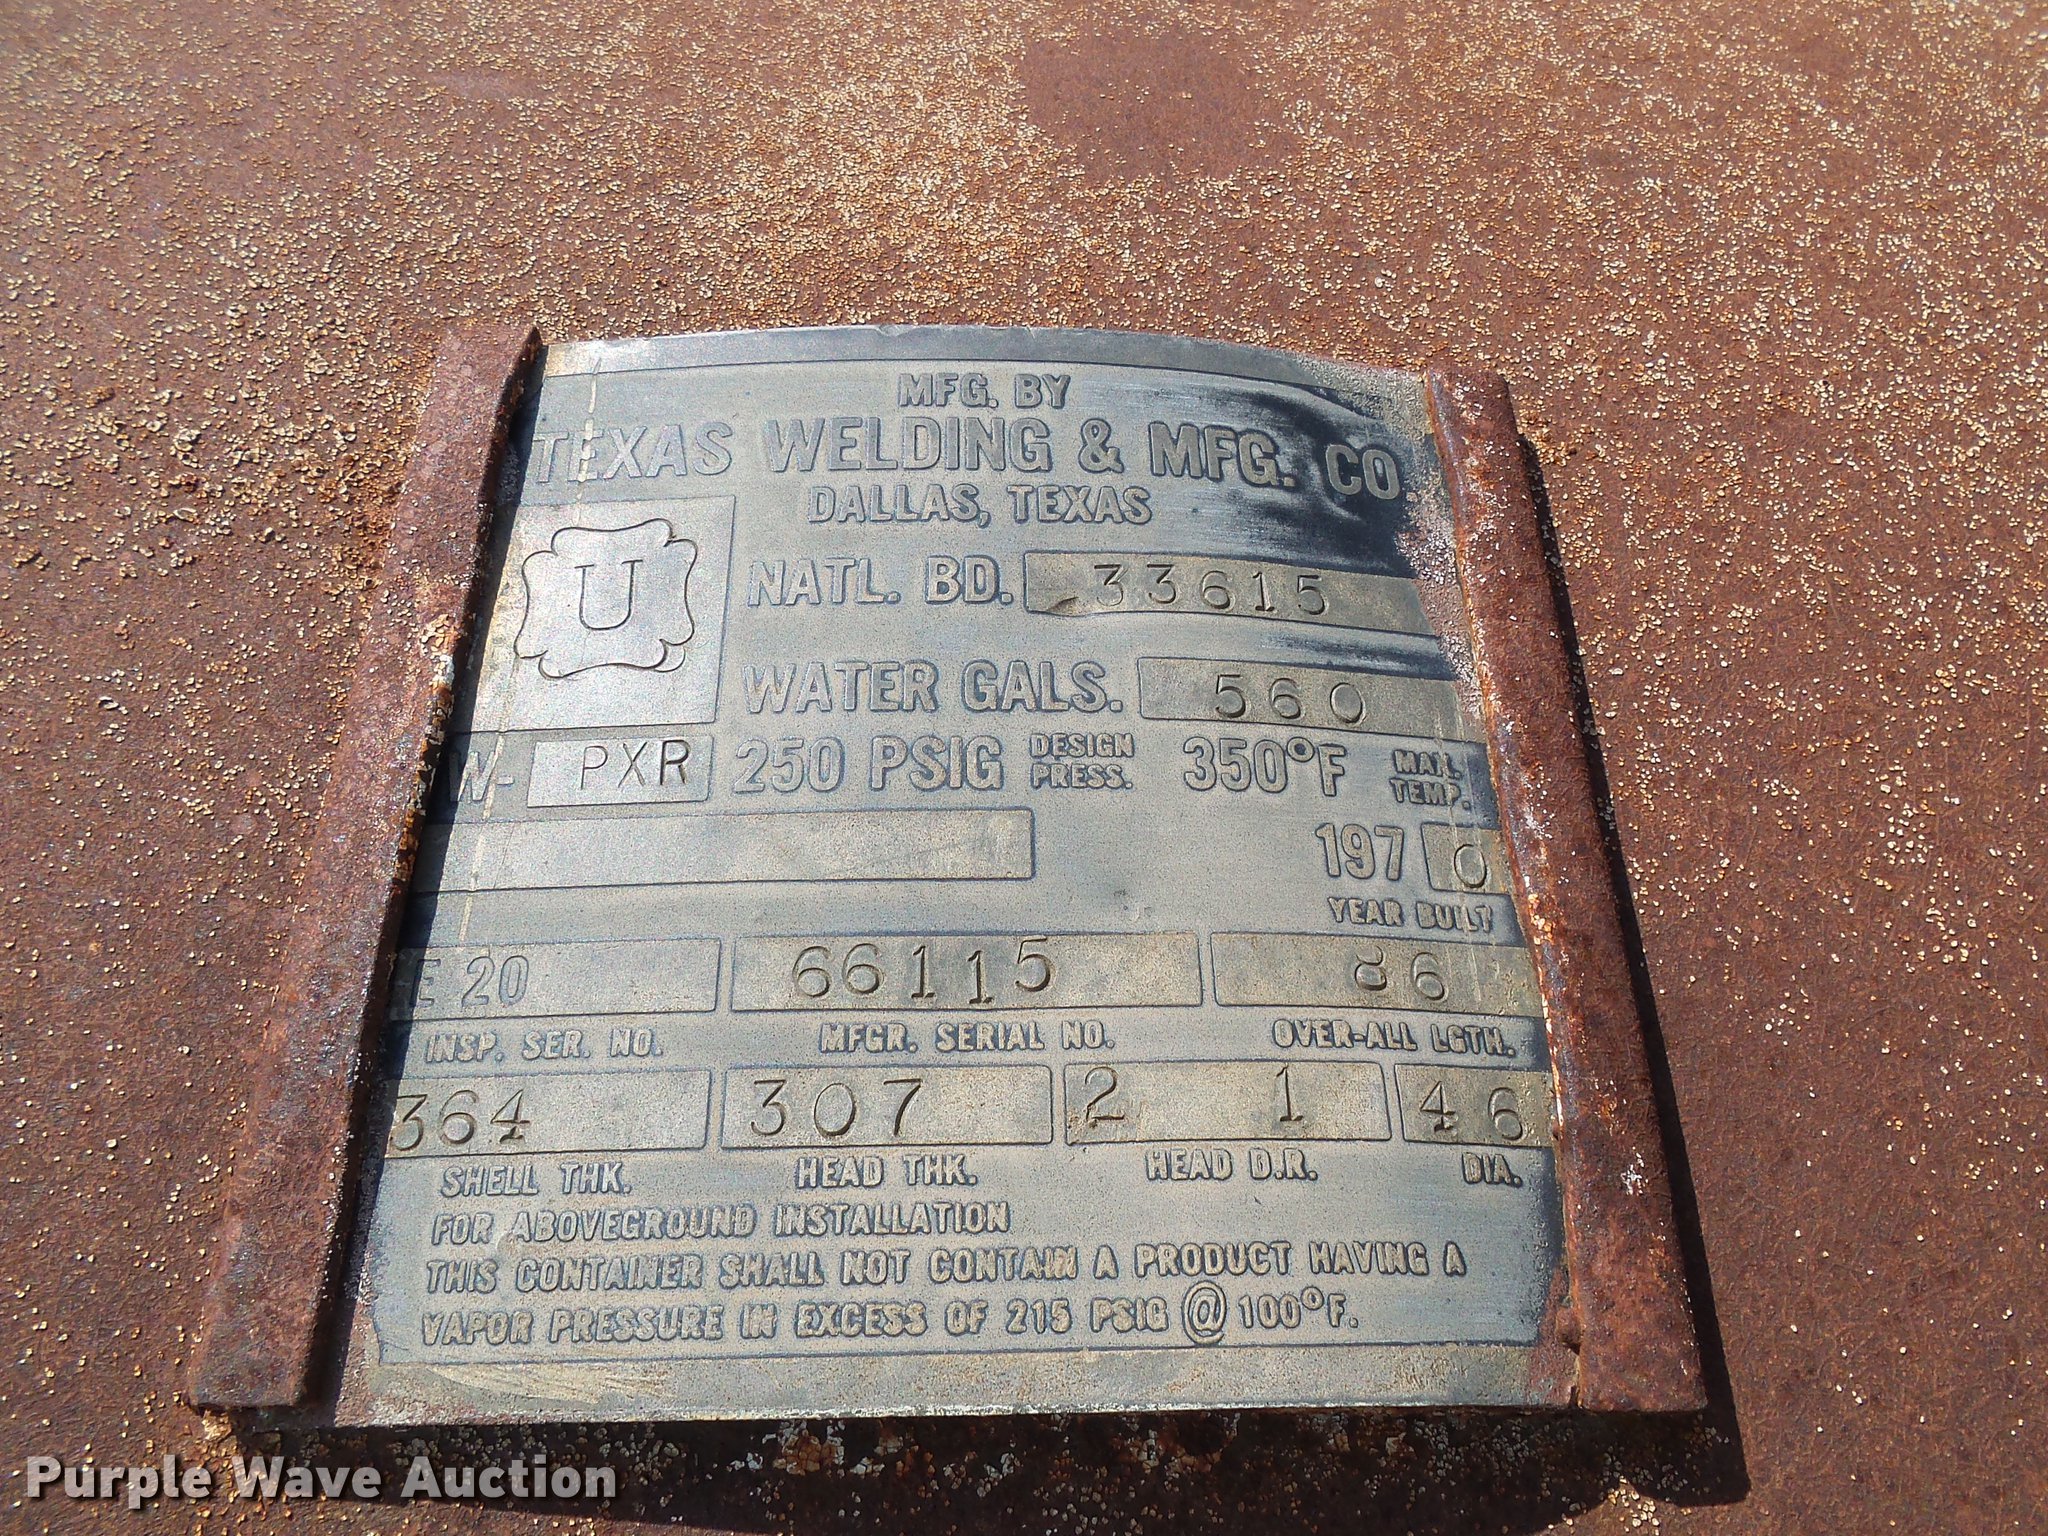 MFG. BY
TEXAS WELDING & MFG. CO.
DALLAS, TEXAS
U
NATL. BD. 33615
WATER GALS. 560
W- PXR 250 PSIG DESIGN PRESS. 350°F MAX. TEMP.
1970
YEAR BUILT
E 20 66115 86
INSP. SER. NO. MFGR. SERIAL NO. OVER-ALL LGTH.
364 307 2 1 46
SHELL THK. HEAD THK. HEAD D.R. DIA.
FOR ABOVEGROUND INSTALLATION
THIS CONTAINER SHALL NOT CONTAIN A PRODUCT HAVING A
VAPOR PRESSURE IN EXCESS OF 215 PSIG @ 100°F.
Purple Wave Auction